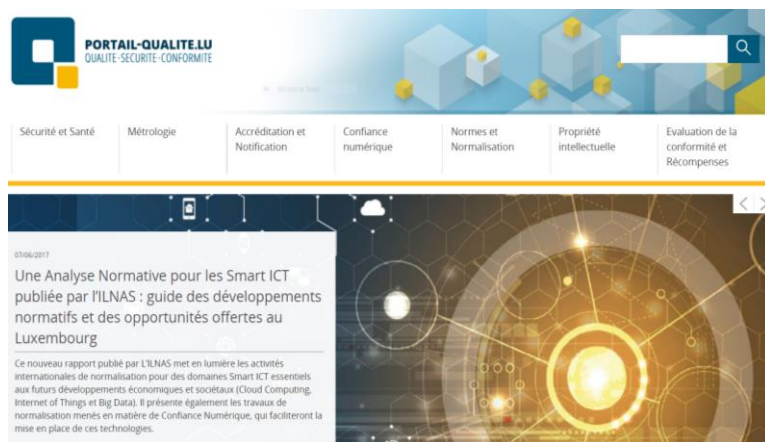 PORTAIL-QUALITE.LU
QUALITE-SECURITE-CONFORMITE
Sécurité et Santé
Métrologie
Accréditation et
Notification
Confiance
numérique
Normes et
Normalisation
Propriété
intellectuelle
Evaluation de la
conformité et
Récompenses
07/06/2017
Une Analyse Normative pour les Smart ICT
publiée par l'ILNAS : guide des développements
normatifs et des opportunités offertes au
Luxembourg
Ce nouveau rapport publié par L'ILNAS met en lumière les activités
internationales de normalisation pour des domaines Smart ICT essentiels
aux futurs développements économiques et sociétaux (Cloud Computing,
Internet of Things et Big Data). Il présente également les travaux de
normalisation menés en matière de Confiance Numérique, qui faciliteront la
mise en place de ces technologies.